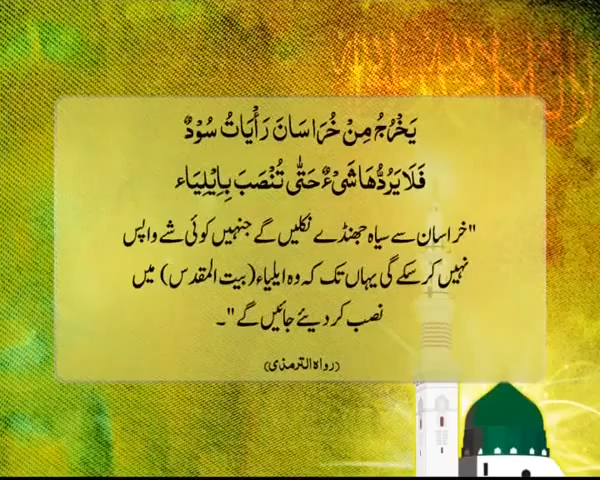 يَخْرُجُ مِنْ خُرَاسَانَ رَأْيَاتُ سُوْدٌ
فَلَا يَرُدُّهَا شَيْءٌ حَتّٰى تُنْصَبَ بِاِيْلِيَاء
"خراسان سے سیاہ جھنڈے نکلیں گے جنہیں کوئی شے واپس
نہیں کر سکے گی یہاں تک کہ وہ ایلیاء (بیت المقدس) میں
نصب کر دیئے جائیں گے"۔
(رواہ الترمذی)